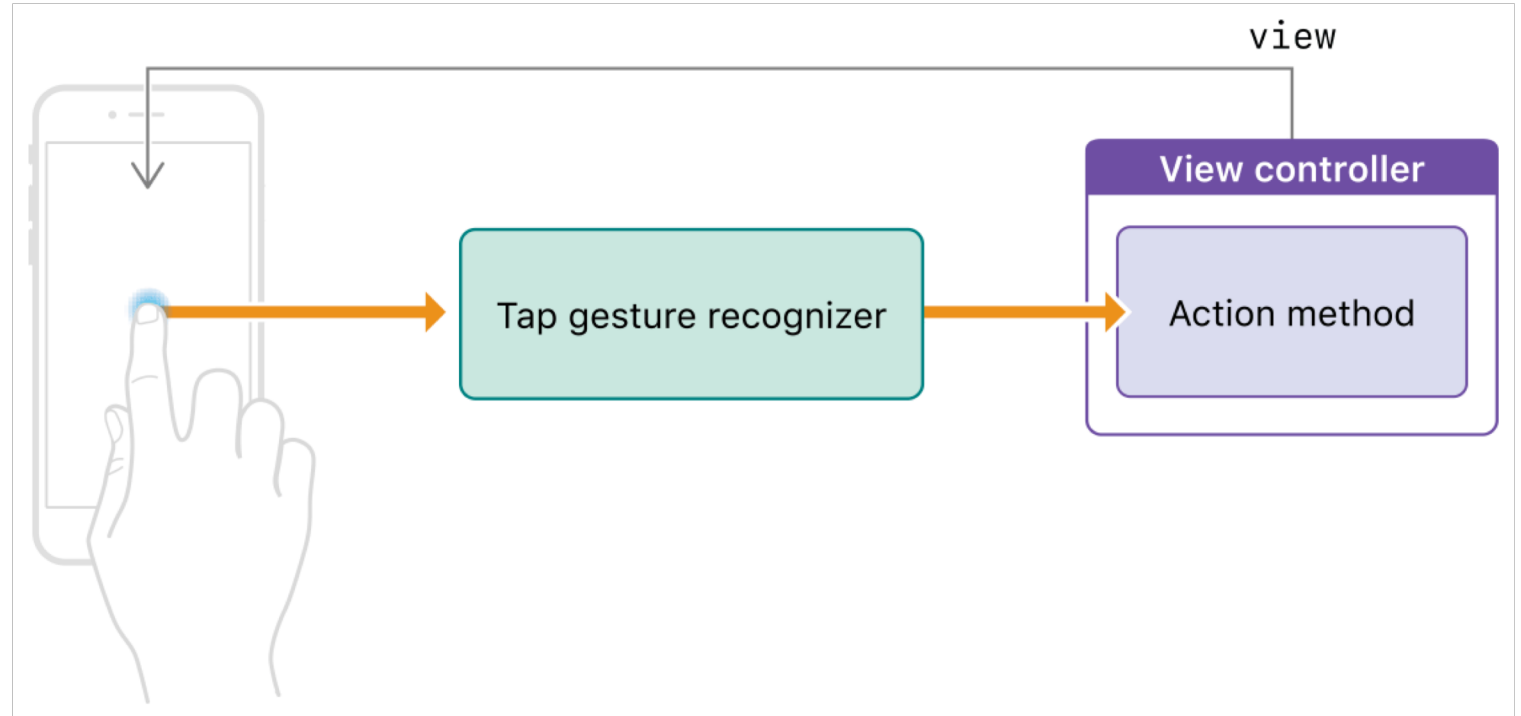 view
View controller
Tap gesture recognizer
Action method